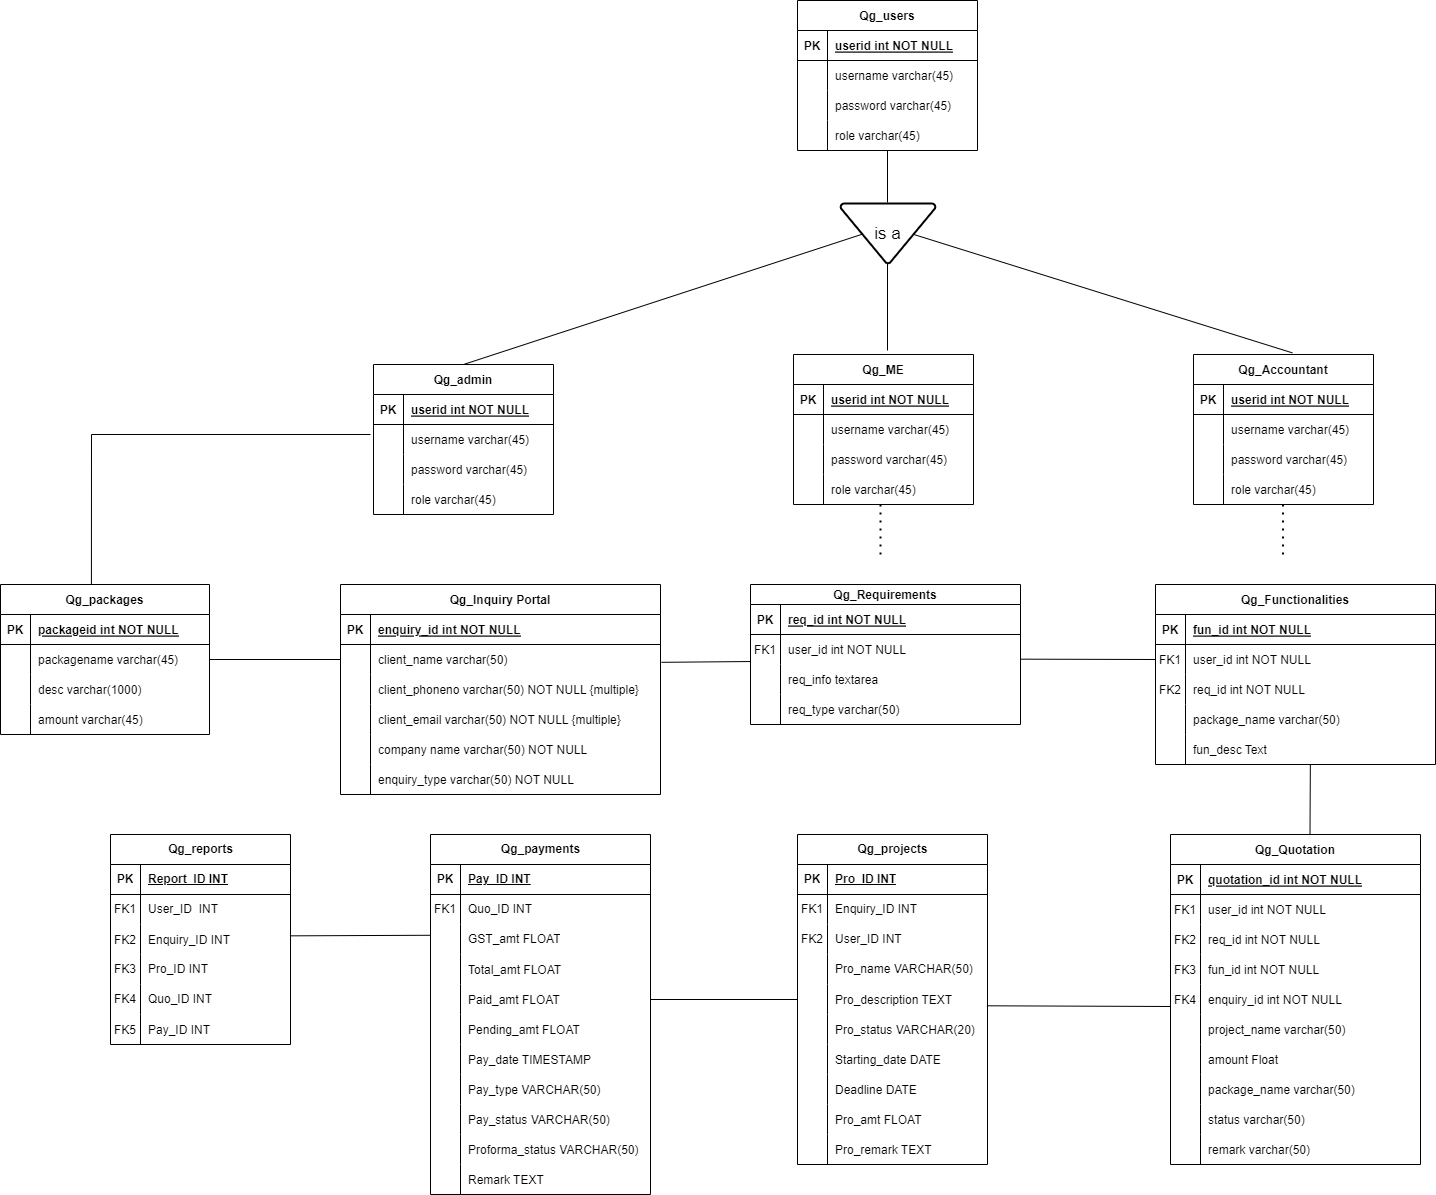 Qg_users
PK userid int NOT NULL
username varchar(45)
password varchar(45)
role varchar(45)
is a
Qg_admin
PK userid int NOT NULL
username varchar(45)
password varchar(45)
role varchar(45)
Qg_ME
PK userid int NOT NULL
username varchar(45)
password varchar(45)
role varchar(45)
Qg_Accountant
PK userid int NOT NULL
username varchar(45)
password varchar(45)
role varchar(45)
Qg_packages
PK packageid int NOT NULL
packagename varchar(45)
desc varchar(1000)
amount varchar(45)
Qg_Inquiry Portal
PK enquiry_id int NOT NULL
client_name varchar(50)
client_phoneno varchar(50) NOT NULL {multiple}
client_email varchar(50) NOT NULL {multiple}
company name varchar(50) NOT NULL
enquiry_type varchar(50) NOT NULL
Qg_Requirements
PK req_id int NOT NULL
FK1 user_id int NOT NULL
req_info textarea
req_type varchar(50)
Qg_Functionalities
PK fun_id int NOT NULL
FK1 user_id int NOT NULL
FK2 req_id int NOT NULL
package_name varchar(50)
fun_desc Text
Qg_reports
PK Report_ID INT
FK1 User_ID INT
FK2 Enquiry_ID INT
FK3 Pro_ID INT
FK4 Quo_ID INT
FK5 Pay_ID INT
Qg_payments
PK Pay_ID INT
FK1 Quo_ID INT
GST_amt FLOAT
Total_amt FLOAT
Paid_amt FLOAT
Pending_amt FLOAT
Pay_date TIMESTAMP
Pay_type VARCHAR(50)
Pay_status VARCHAR(50)
Proforma_status VARCHAR(50)
Remark TEXT
Qg_projects
PK Pro_ID INT
FK1 Enquiry_ID INT
FK2 User_ID INT
Pro_name VARCHAR(50)
Pro_description TEXT
Pro_status VARCHAR(20)
Starting_date DATE
Deadline DATE
Pro_amt FLOAT
Pro_remark TEXT
Qg_Quotation
PK quotation_id int NOT NULL
FK1 user_id int NOT NULL
FK2 req_id int NOT NULL
FK3 fun_id int NOT NULL
FK4 enquiry_id int NOT NULL
project_name varchar(50)
amount Float
package_name varchar(50)
status varchar(50)
remark varchar(50)